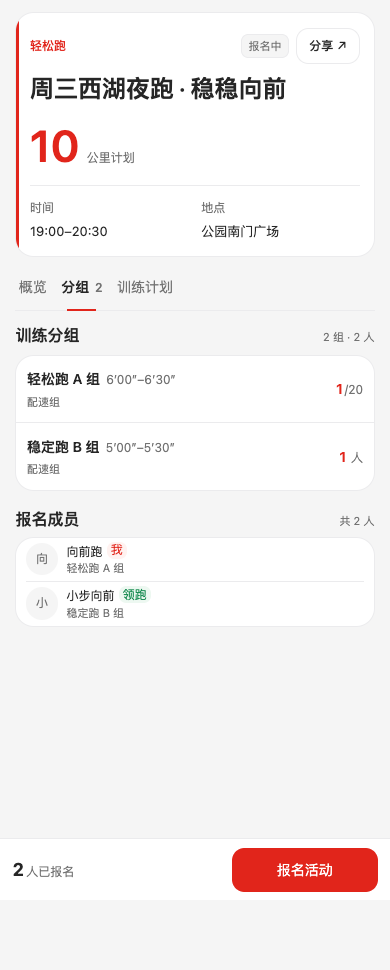 轻松跑
报名中
分享 ↗
周三西湖夜跑 · 稳稳向前
10 公里计划
时间
地点
19:00–20:30
公园南门广场
概览 分组 2 训练计划
训练分组
2 组 · 2 人
轻松跑 A 组 6′00″–6′30″
配速组
1/20
稳定跑 B 组 5′00″–5′30″
配速组
1 人
报名成员
共 2 人
向
向前跑 我
轻松跑 A 组
小
小步向前 领跑
稳定跑 B 组
2 人已报名
报名活动